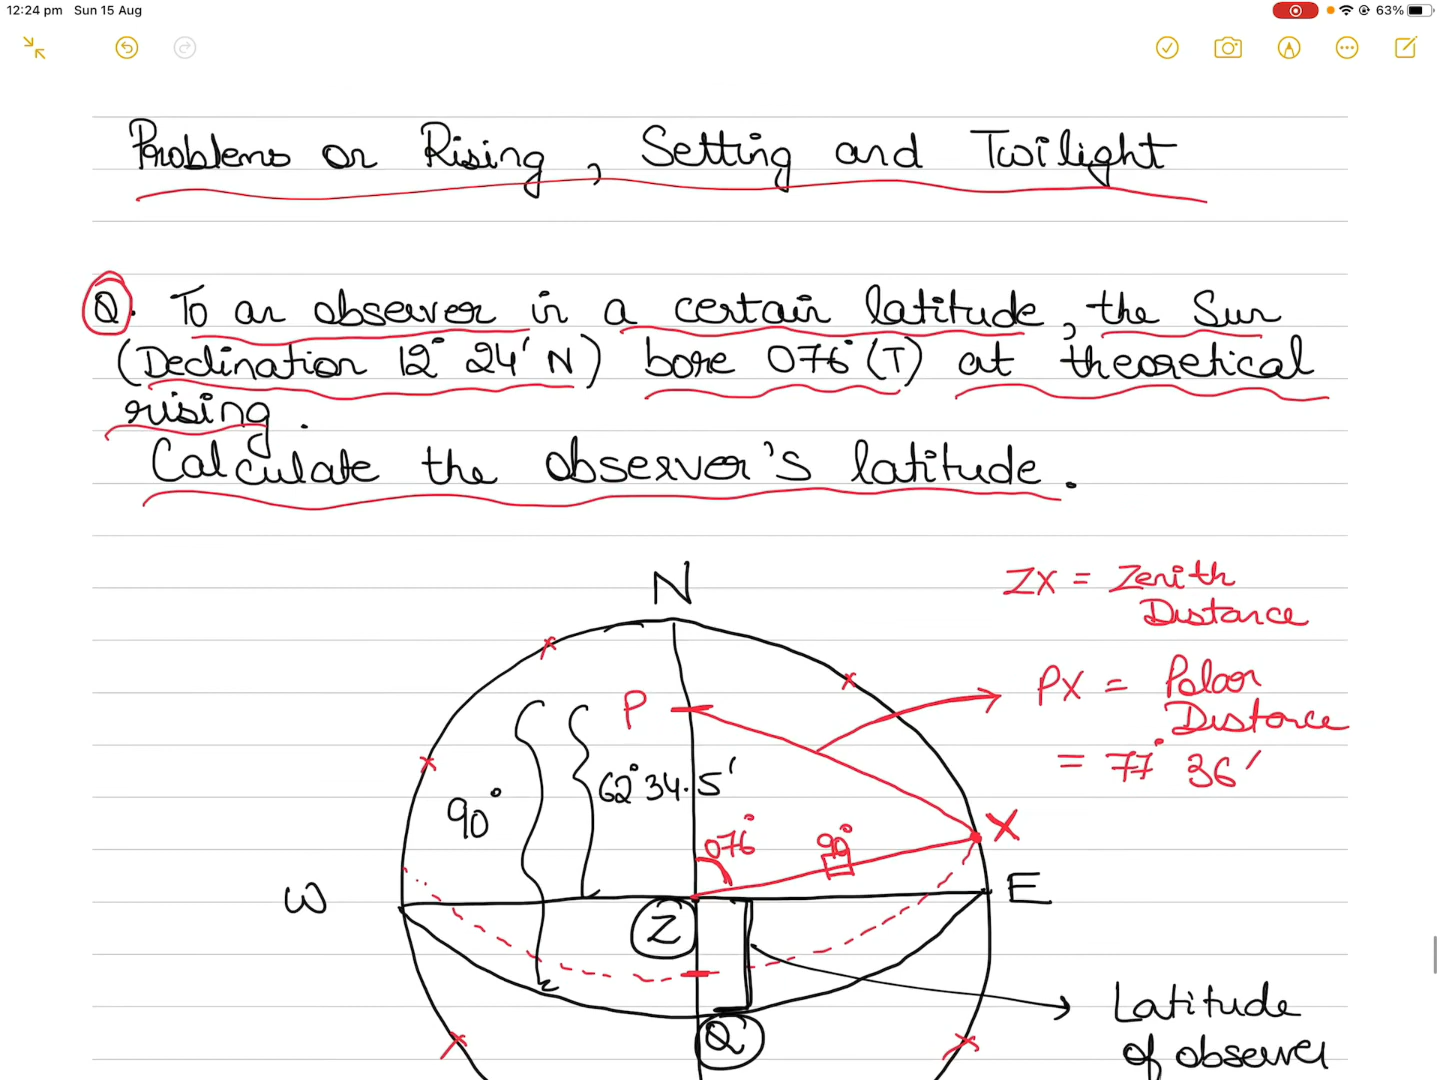 12:24 pm Sun 15 Aug
63%
Problems on Rising, Setting and Twilight
Q. To an observer in a certain latitude, the Sun
(Declination 12° 24' N) bore 076° (T) at theoretical
rising.
Calculate the observer's latitude.
N
ZX = Zenith
Distance
P
PX = Polar
Distance
= 77° 36'
62° 34.5'
90°
076°
90°
X
W
E
Z
Q
Latitude
of observer